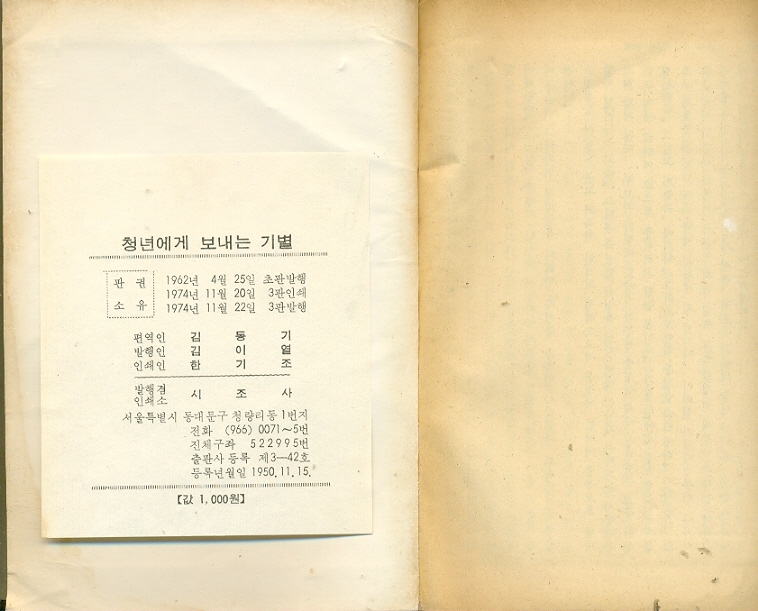 청년에게 보내는 기별
판권 1962년 4월 25일 초판발행
1974년 11월 20일 3판인쇄
소유 1974년 11월 22일 3판발행
편역인 김동기
발행인 김이열
인쇄인 한기조
발행겸
인쇄소 시조사
서울특별시 동대문구 청량리동 1번지
전화 (966) 0071~5번
진체구좌 522995번
출판사 등록 제3—42호
등록년월일 1950.11.15.
【값 1,000원】